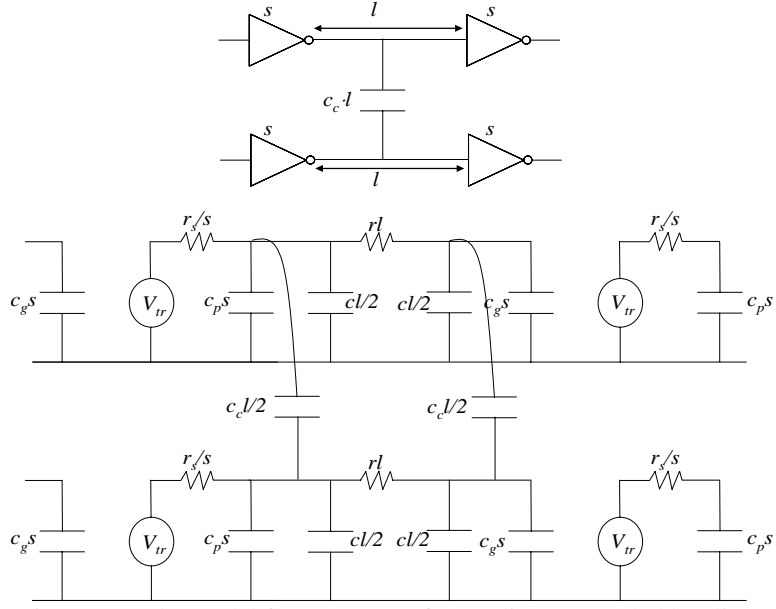 s l s
c_c·l
s s
l
r_s/s rl r_s/s
c_g s V_tr c_p s cl/2 cl/2 c_g s V_tr c_p s
c_c l/2 c_c l/2
r_s/s rl r_s/s
c_g s V_tr c_p s cl/2 cl/2 c_g s V_tr c_p s